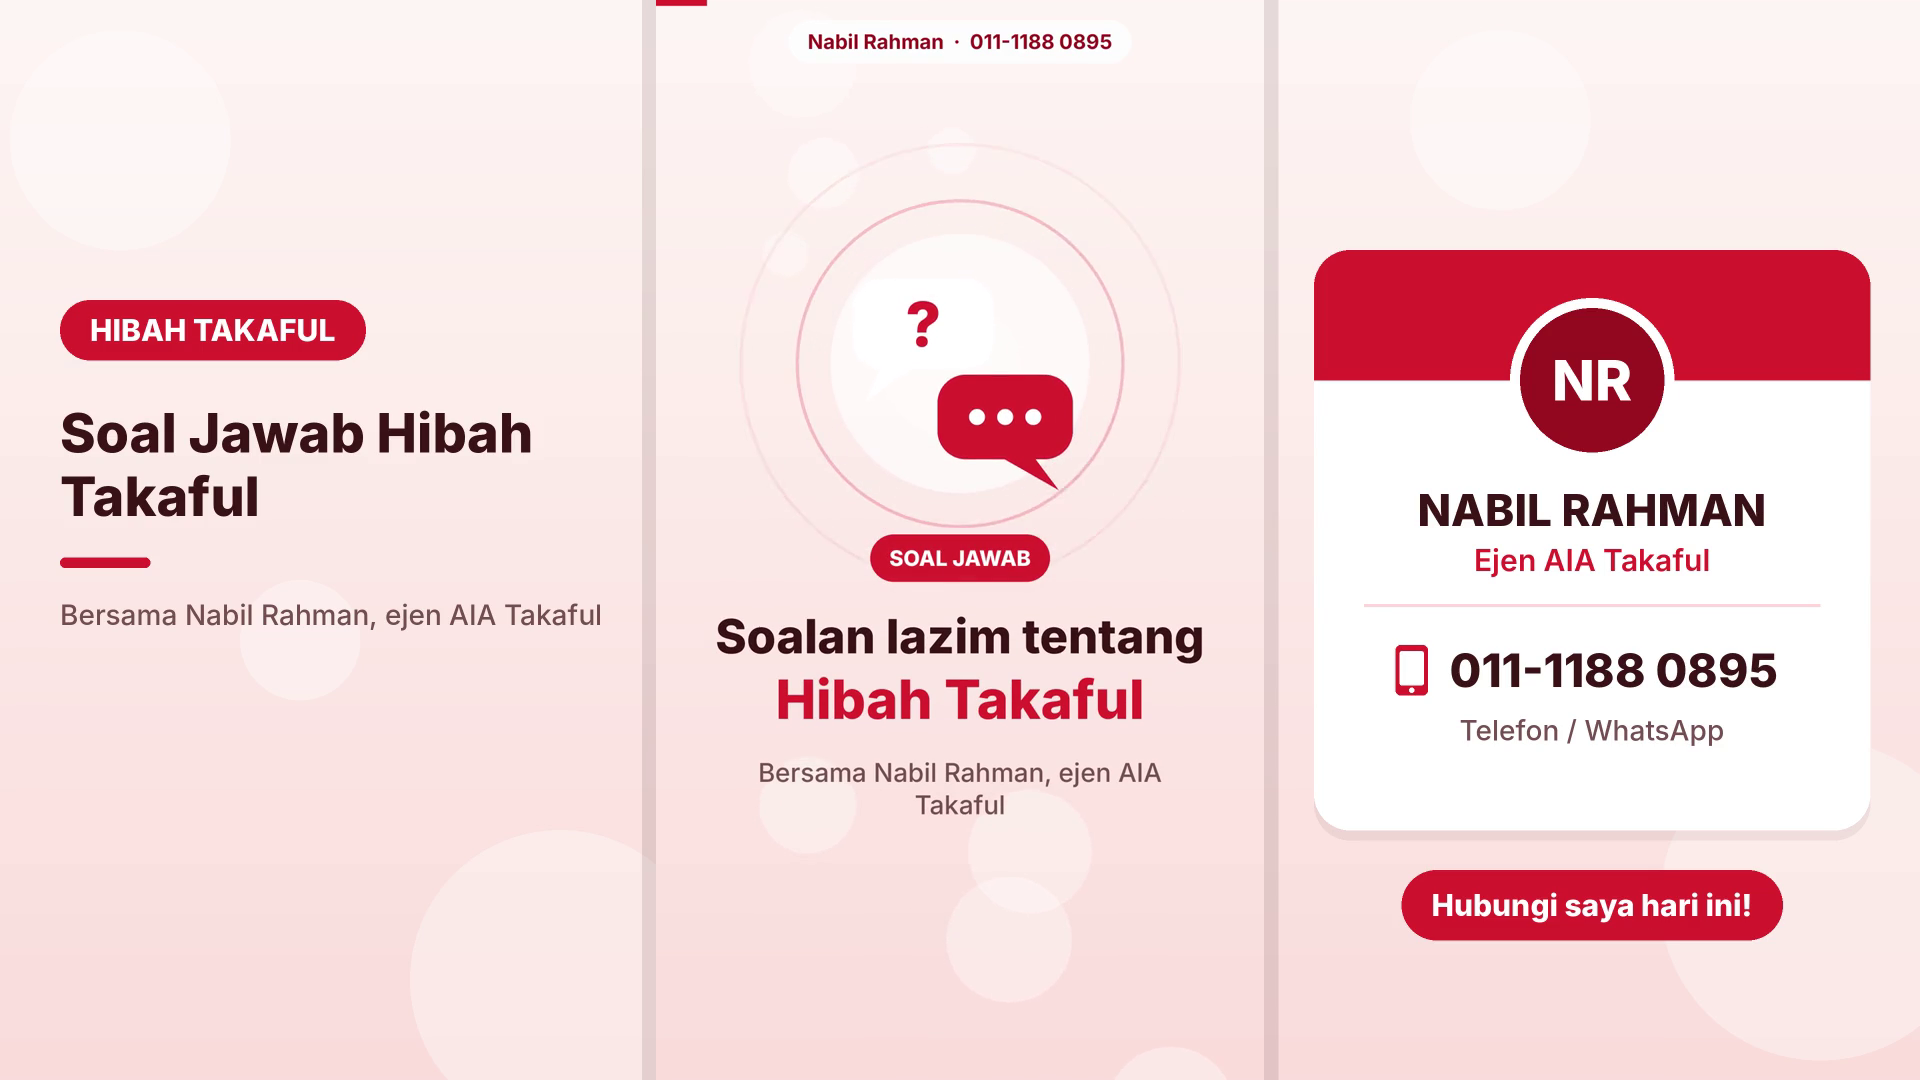 HIBAH TAKAFUL
Soal Jawab Hibah
Takaful
Bersama Nabil Rahman, ejen AIA Takaful
Nabil Rahman · 011-1188 0895
?
SOAL JAWAB
Soalan lazim tentang
Hibah Takaful
Bersama Nabil Rahman, ejen AIA
Takaful
NR
NABIL RAHMAN
Ejen AIA Takaful
011-1188 0895
Telefon / WhatsApp
Hubungi saya hari ini!